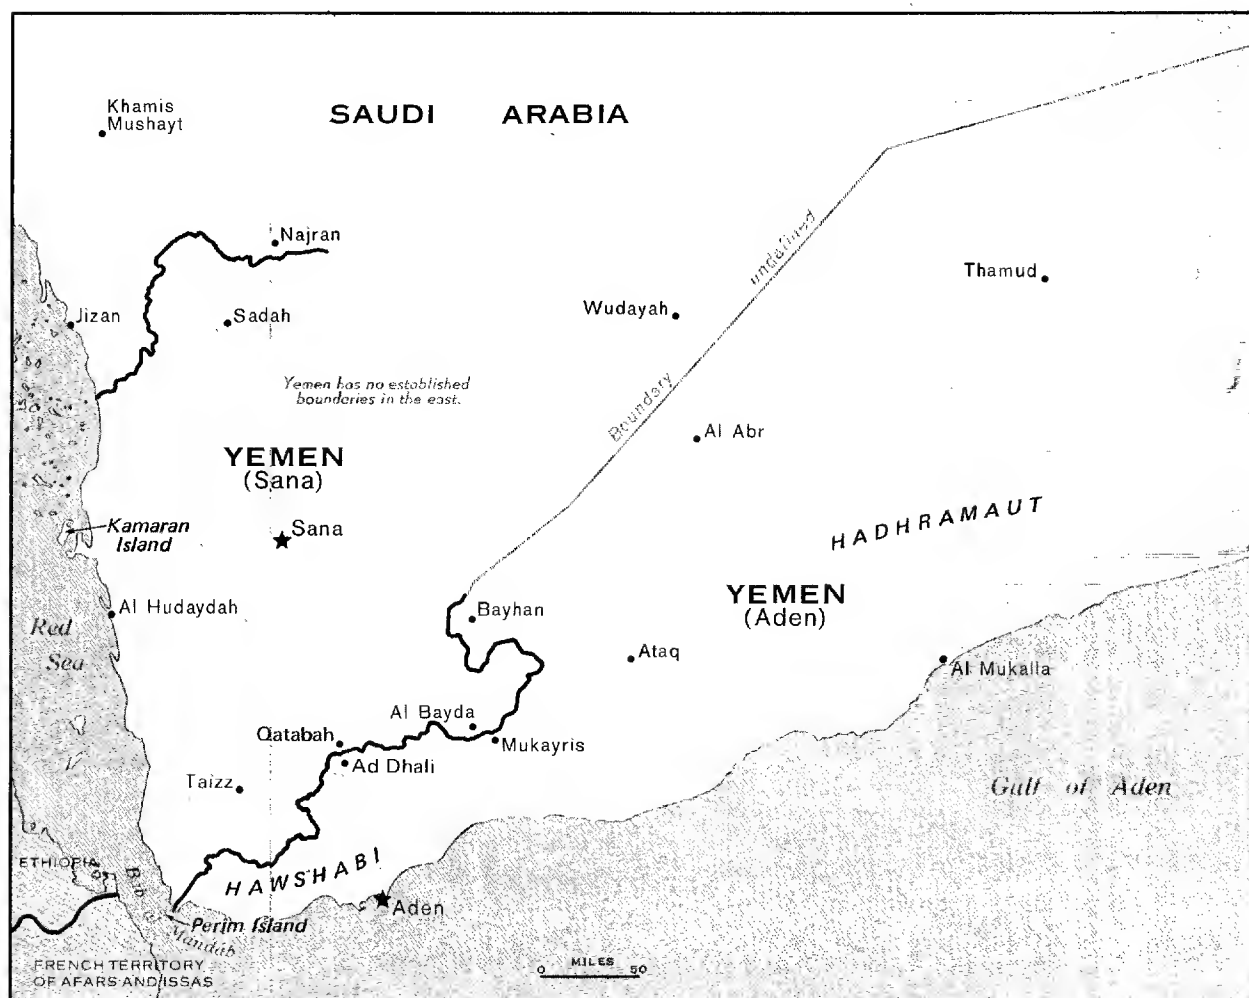 Khamis
Mushayt
SAUDI ARABIA
Najran
undefined
Thamud
Jizan
Sadah
Wudayah
Yemen has no established
boundaries in the east.
Boundary
Al Abr
YEMEN
(Sana)
HADHRAMAUT
Kamaran
Island
Sana
YEMEN
(Aden)
Al Hudaydah
Bayhan
Red
Sea
Ataq
Al Mukalla
Al Bayda
Qatabah
Mukayris
Ad Dhali
Taizz
Gulf of Aden
ETHIOPIA
HAWSHABI
Bab
Aden
Perim Island
Mandab
FRENCH TERRITORY
OF AFARS AND ISSAS
MILES
0 50